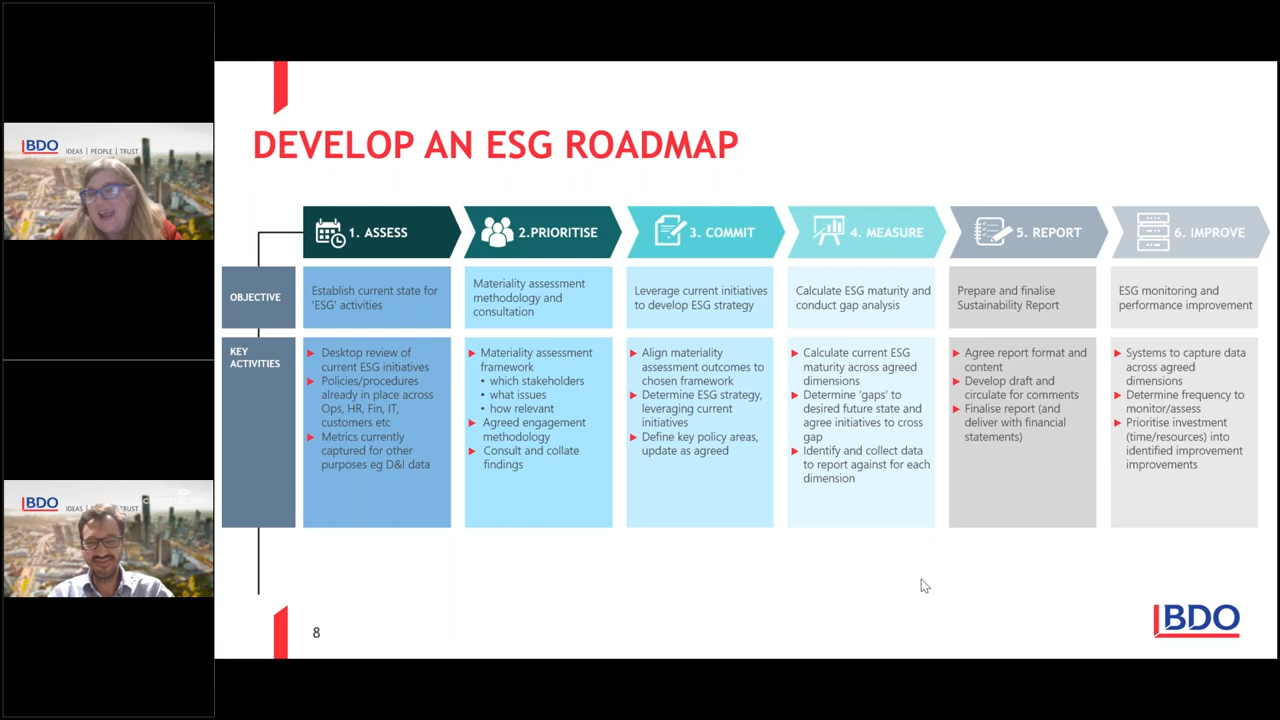 BDO
IDEAS | PEOPLE | TRUST
BDO
IDEAS | PEOPLE | TRUST
DEVELOP AN ESG ROADMAP
1. ASSESS
2.PRIORITISE
3. COMMIT
4. MEASURE
5. REPORT
6. IMPROVE
OBJECTIVE
Establish current state for
'ESG' activities
Materiality assessment
methodology and
consultation
Leverage current initiatives
to develop ESG strategy
Calculate ESG maturity and
conduct gap analysis
Prepare and finalise
Sustainability Report
ESG monitoring and
performance improvement
KEY
ACTIVITIES
Desktop review of
current ESG initiatives
Policies/procedures
already in place across
Ops, HR, Fin, IT,
customers etc
Metrics currently
captured for other
purposes eg D&I data
Materiality assessment
framework
• which stakeholders
• what issues
• how relevant
Agreed engagement
methodology
Consult and collate
findings
Align materiality
assessment outcomes to
chosen framework
Determine ESG strategy,
leveraging current
initiatives
Define key policy areas,
update as agreed
Calculate current ESG
maturity across agreed
dimensions
Determine 'gaps' to
desired future state and
agree initiatives to cross
gap
Identify and collect data
to report against for each
dimension
Agree report format and
content
Develop draft and
circulate for comments
Finalise report (and
deliver with financial
statements)
Systems to capture data
across agreed
dimensions
Determine frequency to
monitor/assess
Prioritise investment
(time/resources) into
identified improvement
improvements
8
BDO